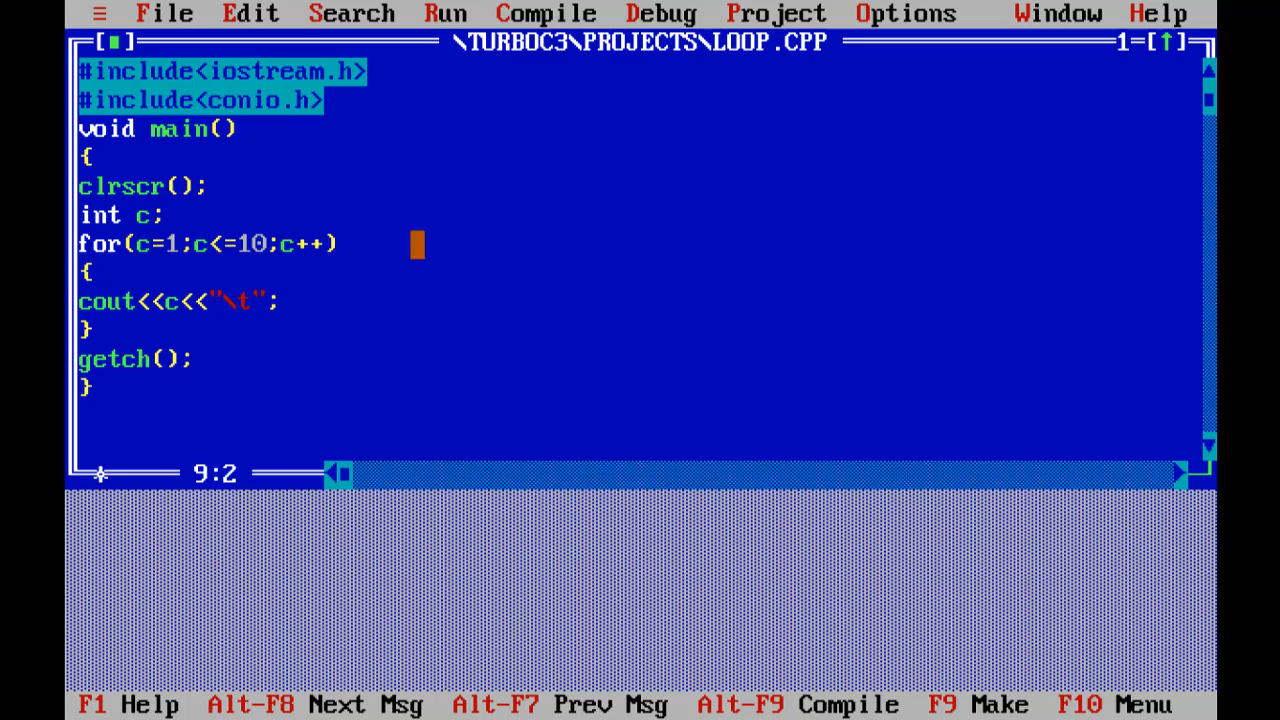 ≡ File Edit Search Run Compile Debug Project Options Window Help
[■] \TURBOC3\PROJECTS\LOOP.CPP 1=[↑]
#include<iostream.h>
#include<conio.h>
void main()
{
clrscr();
int c;
for(c=1;c<=10;c++)
{
cout<<c<<"\t";
}
getch();
}
9:2
F1 Help Alt-F8 Next Msg Alt-F7 Prev Msg Alt-F9 Compile F9 Make F10 Menu